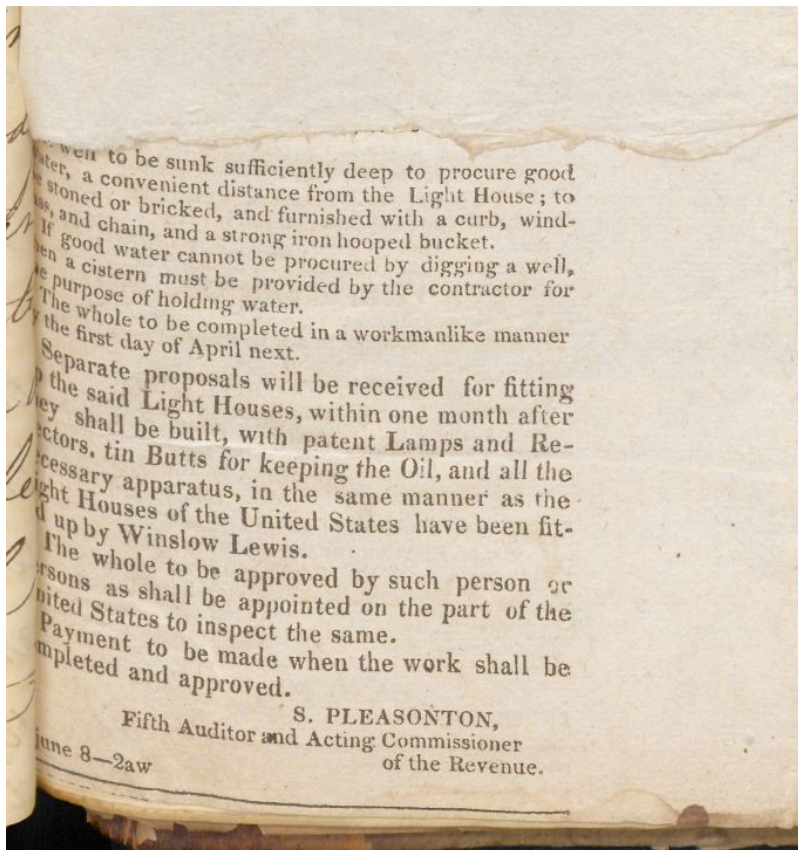 well to be sunk sufficiently deep to procure good
ater, a convenient distance from the Light House; to
e stoned or bricked, and furnished with a curb, wind-
ass, and chain, and a strong iron hooped bucket.
If good water cannot be procured by digging a well,
hen a cistern must be provided by the contractor for
e purpose of holding water.
The whole to be completed in a workmanlike manner
y the first day of April next.
Separate proposals will be received for fitting
p the said Light Houses, within one month after
ey shall be built, with patent Lamps and Re-
ectors, tin Butts for keeping the Oil, and all the
ecessary apparatus, in the same manner as the
ight Houses of the United States have been fit-
d up by Winslow Lewis.
The whole to be approved by such person or
rsons as shall be appointed on the part of the
nited States to inspect the same.
Payment to be made when the work shall be
mpleted and approved.
S. PLEASONTON,
Fifth Auditor and Acting Commissioner
of the Revenue.
june 8—2aw